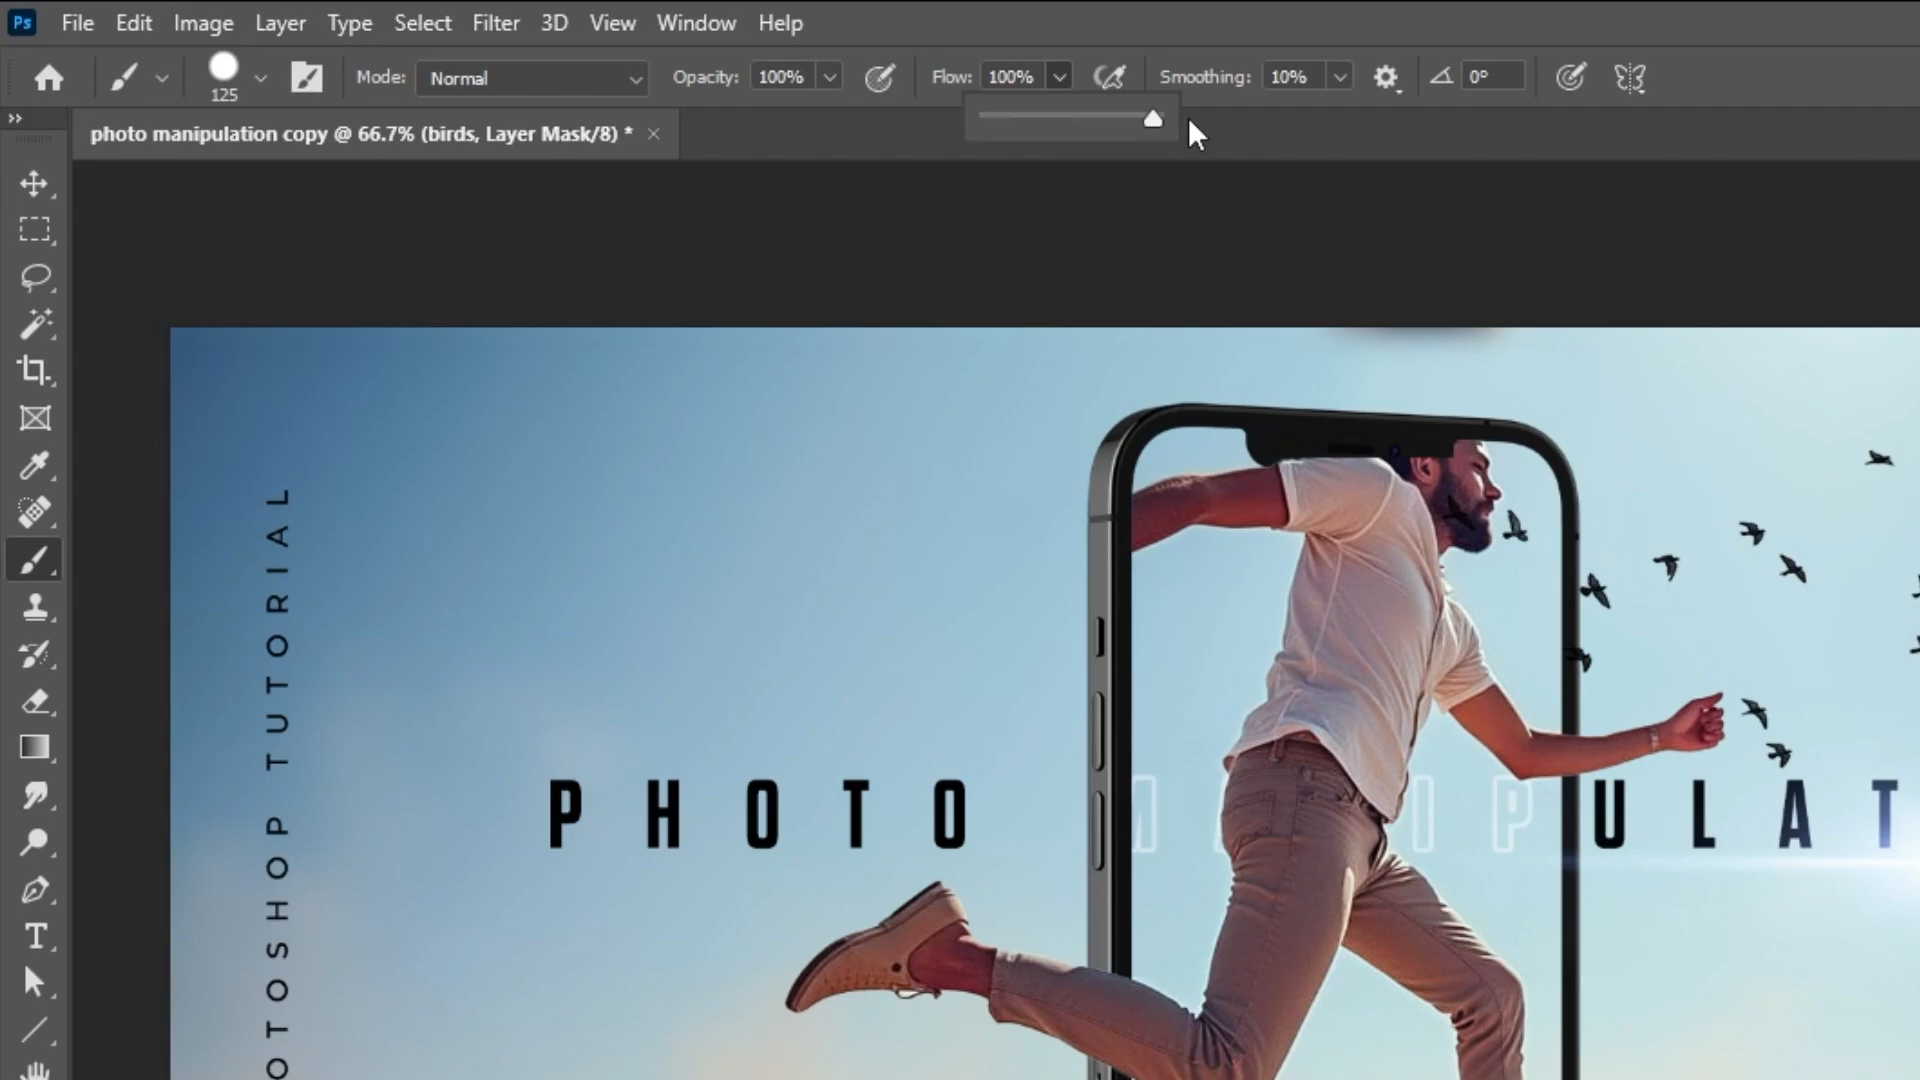 Ps File Edit Image Layer Type Select Filter 3D View Window Help
125 Mode: Normal Opacity: 100% Flow: 100% Smoothing: 10% 0°
photo manipulation copy @ 66.7% (birds, Layer Mask/8) *
PHOTO M IPULAT
OTOSHOP TUTORIAL